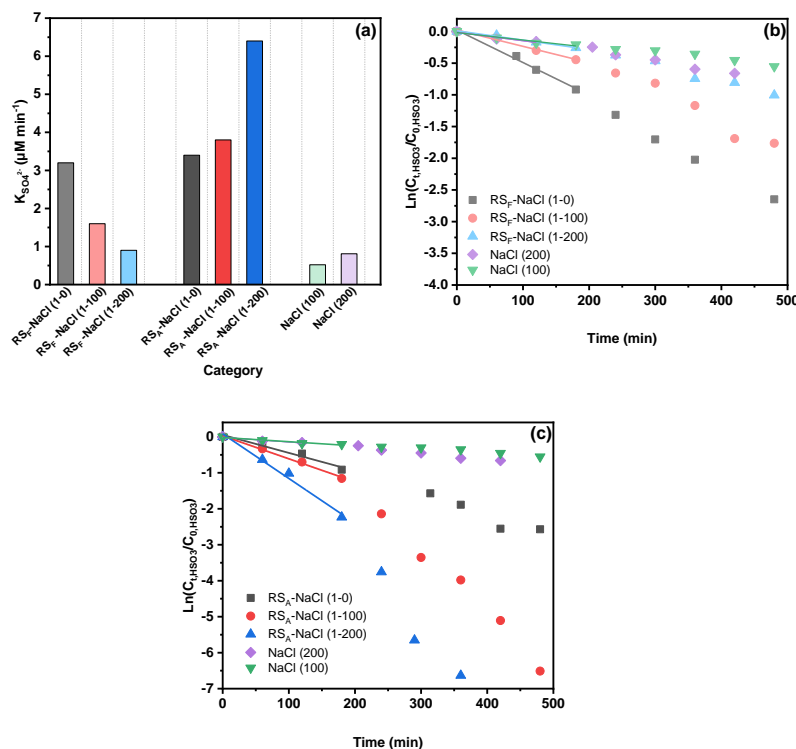 (a)
K_SO4^2- (μM min^-1)
7
6
5
4
3
2
1
0
RS_F-NaCl (1-0)
RS_F-NaCl (1-100)
RS_F-NaCl (1-200)
RS_A-NaCl (1-0)
RS_A-NaCl (1-100)
RS_A-NaCl (1-200)
NaCl (100)
NaCl (200)
Category
(b)
Ln(C_t,HSO3/C_0,HSO3)
0.0
-0.5
-1.0
-1.5
-2.0
-2.5
-3.0
-3.5
-4.0
RS_F-NaCl (1-0)
RS_F-NaCl (1-100)
RS_F-NaCl (1-200)
NaCl (200)
NaCl (100)
0 100 200 300 400 500
Time (min)
(c)
Ln(C_t,HSO3/C_0,HSO3)
0
-1
-2
-3
-4
-5
-6
-7
RS_A-NaCl (1-0)
RS_A-NaCl (1-100)
RS_A-NaCl (1-200)
NaCl (200)
NaCl (100)
0 100 200 300 400 500
Time (min)